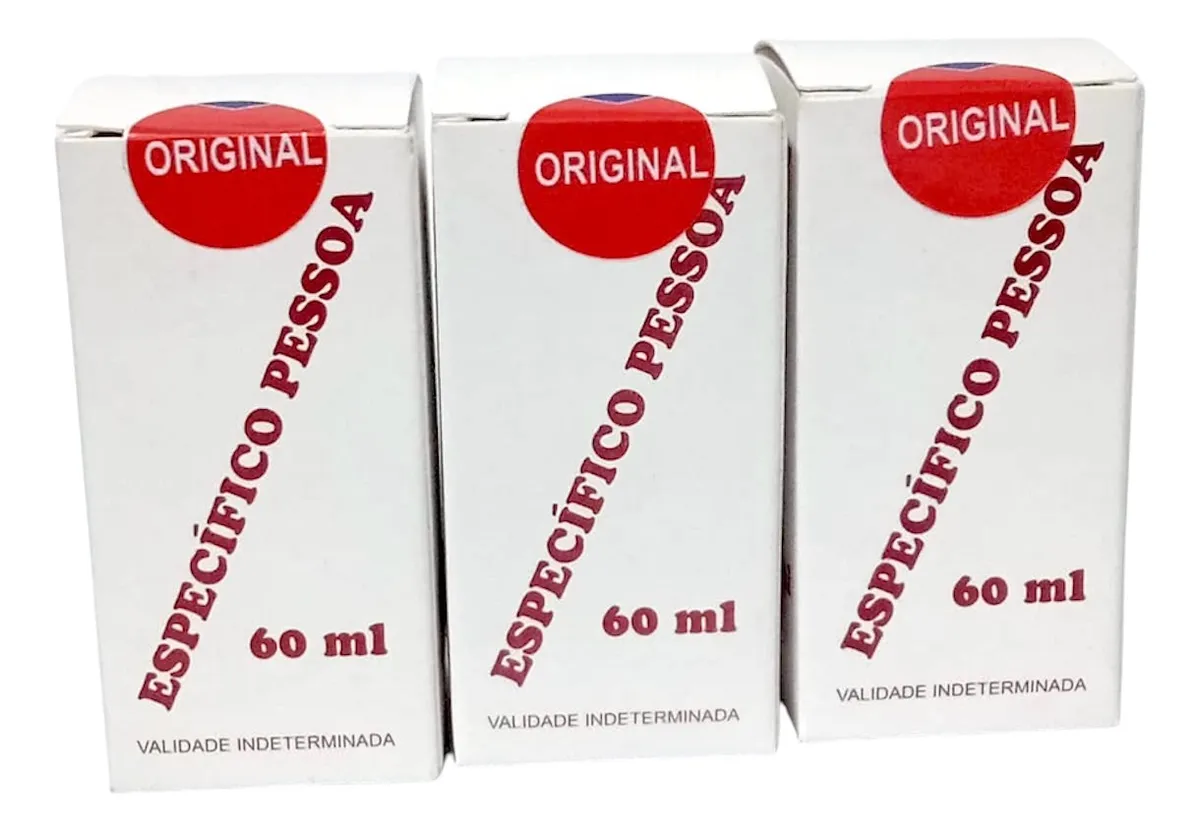 ORIGINAL
ESPECÍFICO PESSOA
60 ml
VALIDADE INDETERMINADA
ORIGINAL
ESPECÍFICO PESSOA
60 ml
VALIDADE INDETERMINADA
ORIGINAL
ESPECÍFICO PESSOA
60 ml
VALIDADE INDETERMINADA